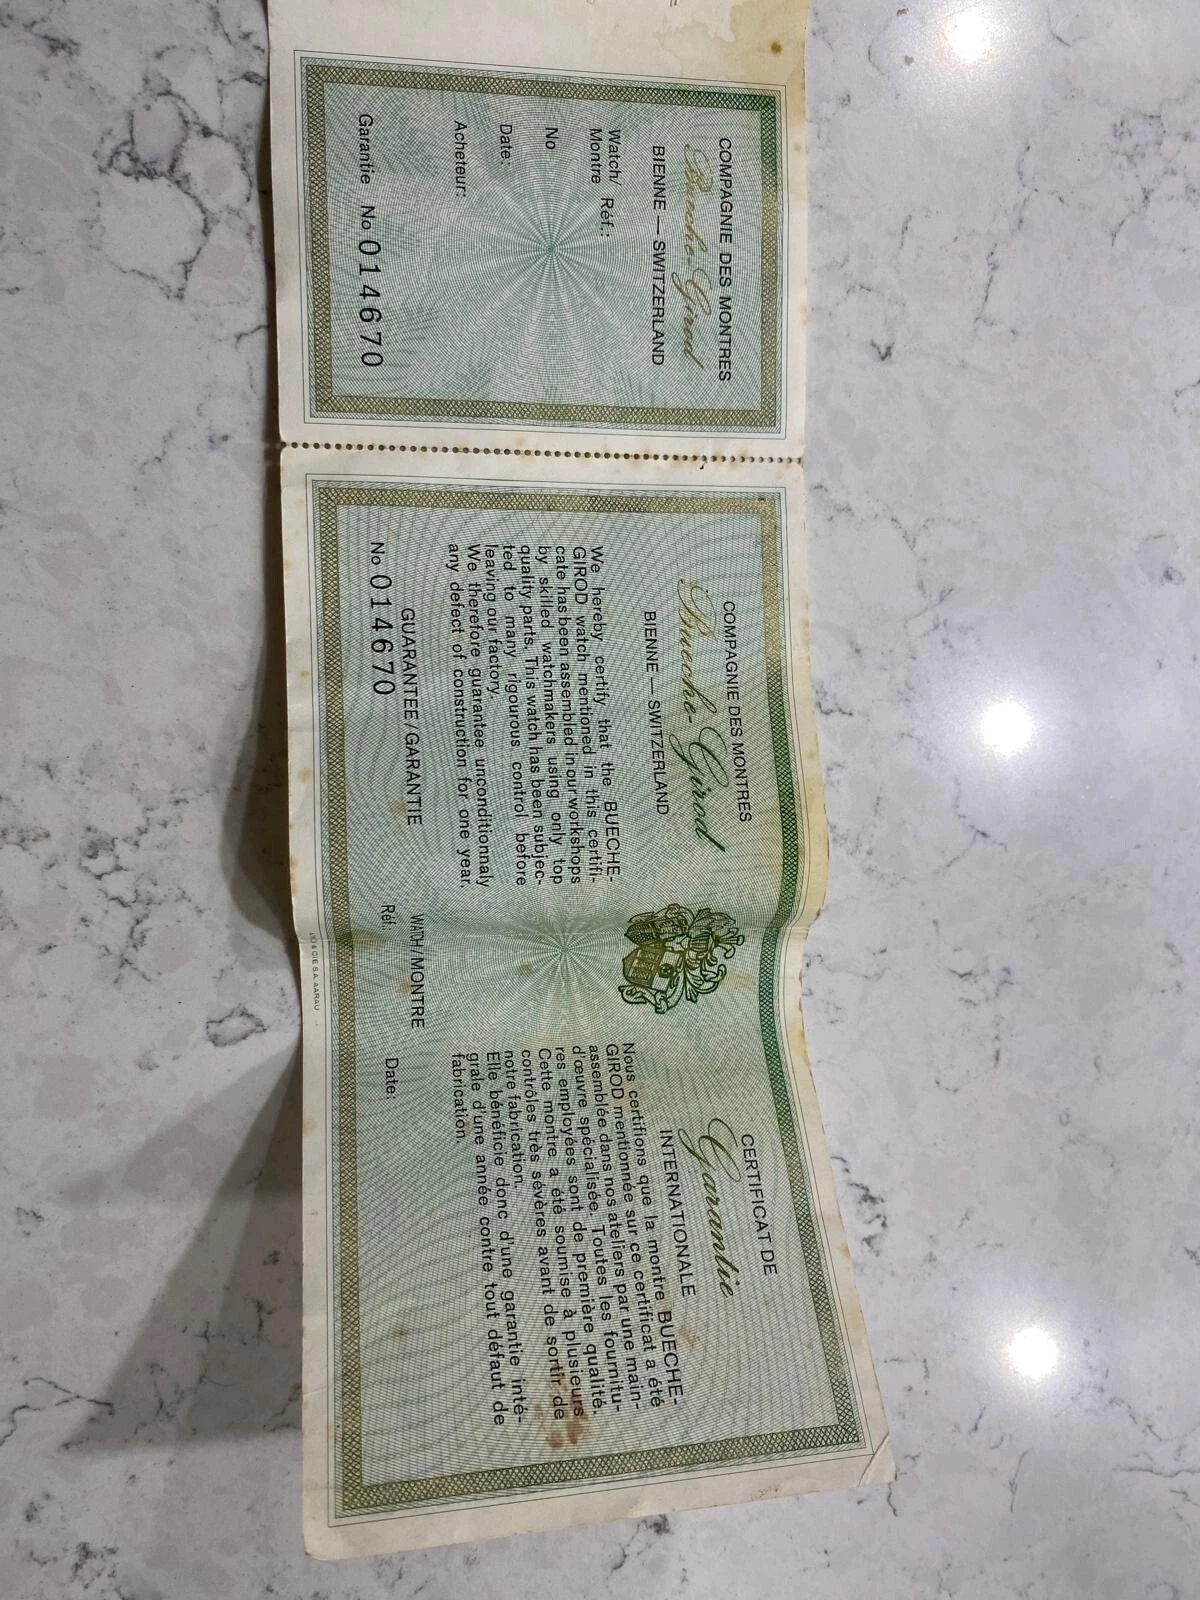 COMPAGNIE DES MONTRES
Bueche-Girod
BIENNE — SWITZERLAND
Watch/
Montre Réf.:
No
Date:
Acheteur:
Garantie No 014670
COMPAGNIE DES MONTRES
Bueche-Girod
BIENNE — SWITZERLAND
We hereby certify that the BUECHE-
GIROD watch mentioned in this certifi-
cate has been assembled in our workshops
by skilled watchmakers using only top
quality parts. This watch has been subjec-
ted to many rigourous control before
leaving our factory.
We therefore guarantee unconditionnaly
any defect of construction for one year.
GUARANTEE/GARANTIE
No 014670
CERTIFICAT DE
Garantie
INTERNATIONALE
Nous certifions que la montre BUECHE-
GIROD mentionnée sur ce certificat a été
assemblée dans nos ateliers par une main-
d'œuvre spécialisée. Toutes les fournitu-
res employées sont de première qualité.
Cette montre a été soumise à plusieurs
contrôles très sévères avant de sortir de
notre fabrication.
Elle bénéficie donc d'une garantie inté-
grale d'une année contre tout défaut de
fabrication.
WATCH/MONTRE
Réf. Date:
& CIE S.A. AARAU